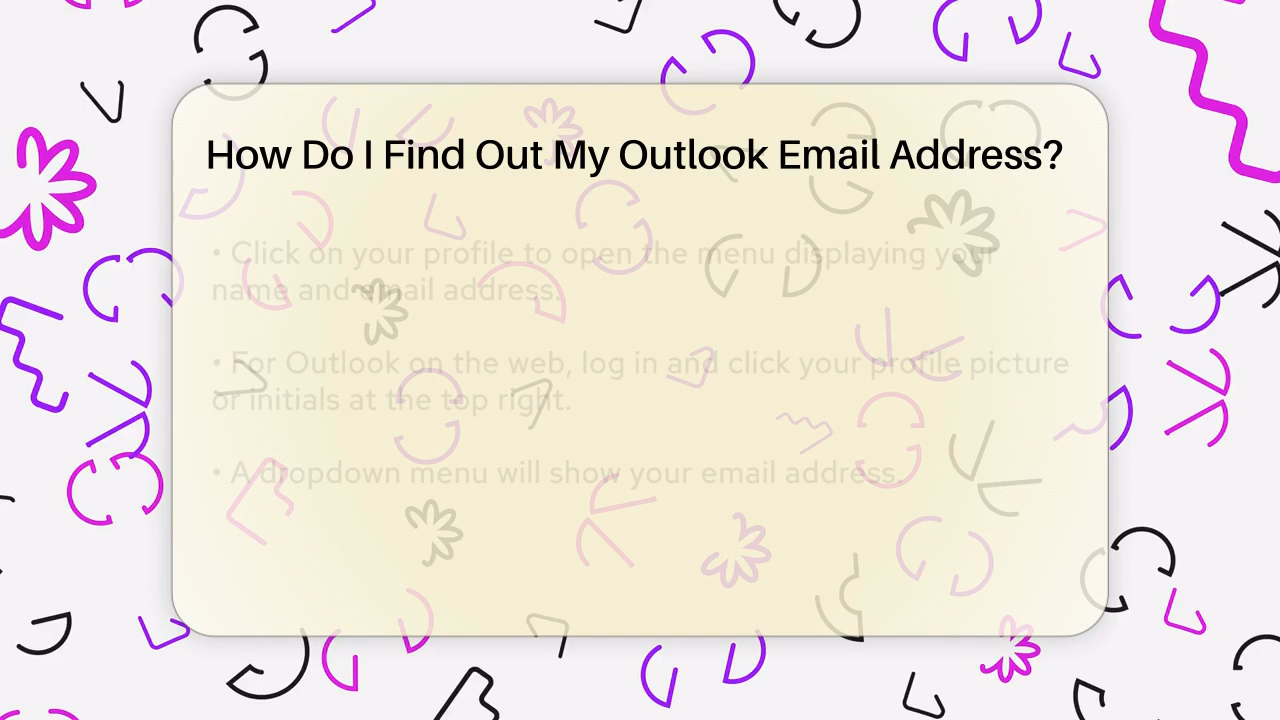 How Do I Find Out My Outlook Email Address?
• Click on your profile to open the menu displaying your
name and email address.
• For Outlook on the web, log in and click your profile picture
or initials at the top right.
• A dropdown menu will show your email address.